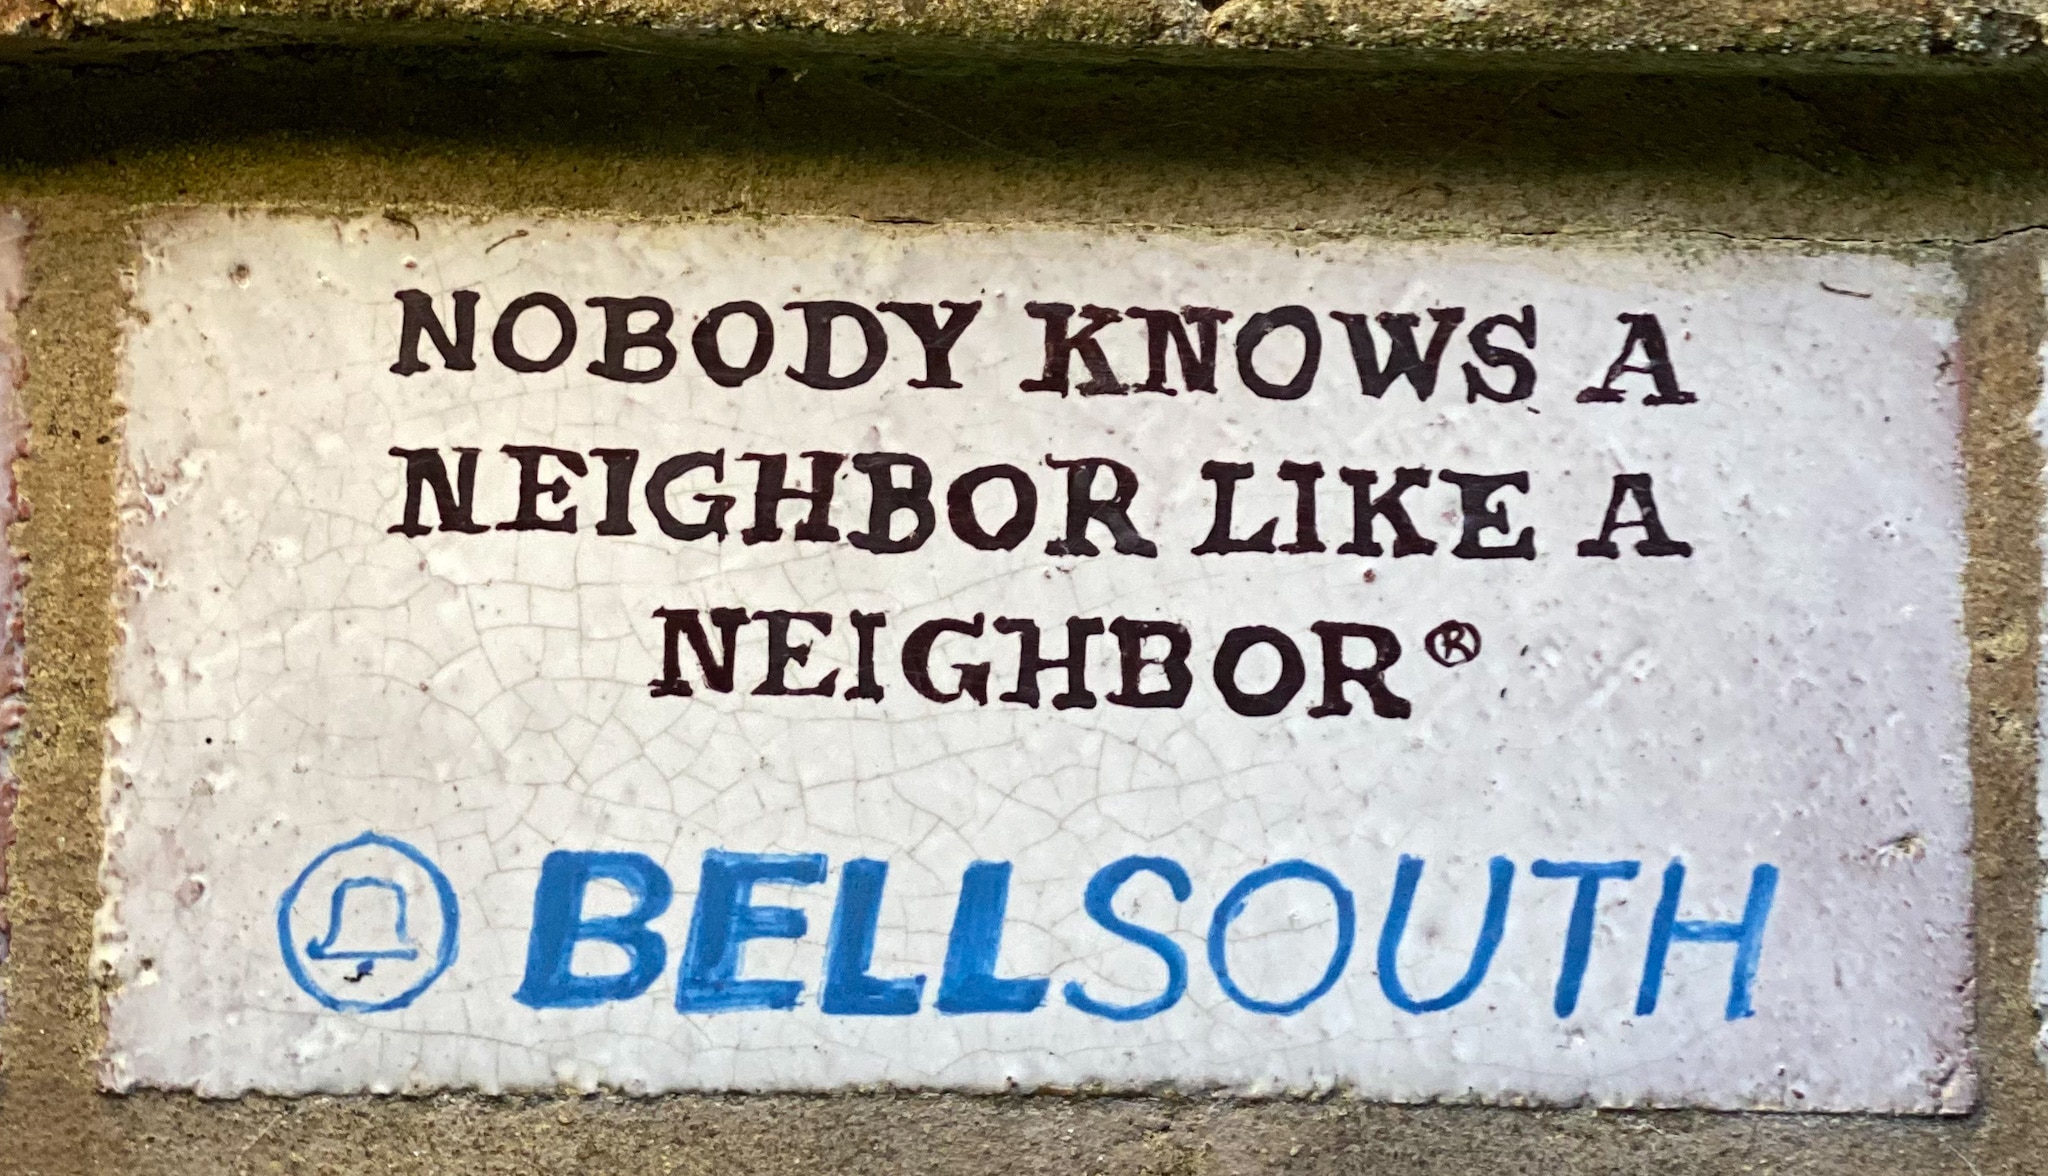 NOBODY KNOWS A
NEIGHBOR LIKE A
NEIGHBOR®
BELLSOUTH